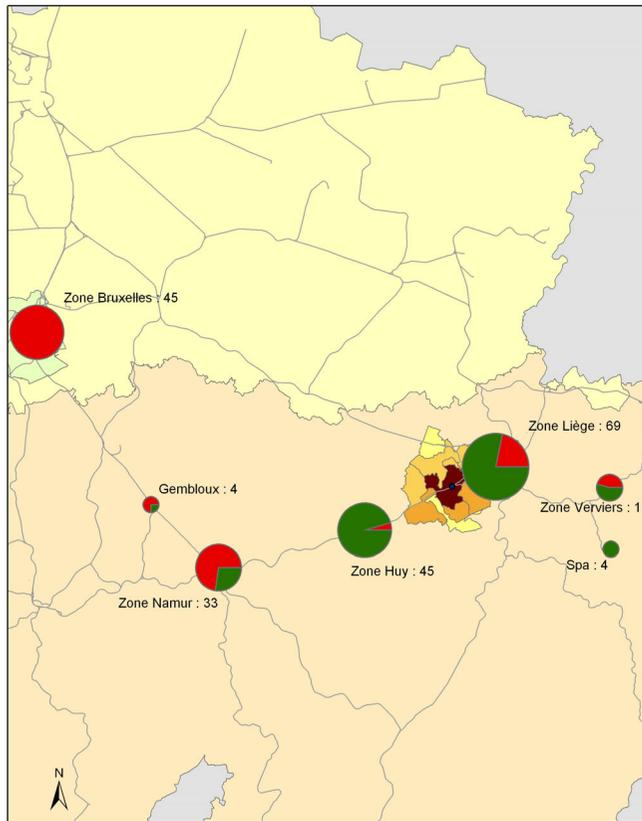 Zone Bruxelles : 45
Zone Liège : 69
Gembloux : 4
Zone Verviers : 1
Spa : 4
Zone Huy : 45
Zone Namur : 33
N